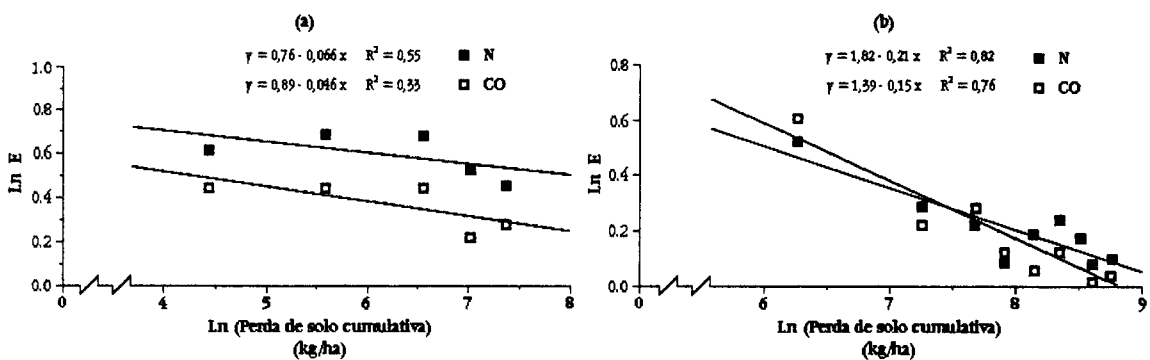 (a)
γ = 0,76 - 0,066 x R² = 0,55 N
γ = 0,89 - 0,046 x R² = 0,33 CO
1.0
0.8
0.6
0.4
0.2
0.0
Ln E
0 4 5 6 7 8
Ln (Perda de solo cumulativa)
(kg/ha)
(b)
γ = 1,82 - 0,21 x R² = 0,82 N
γ = 1,39 - 0,15 x R² = 0,76 CO
0.8
0.6
0.4
0.2
0.0
Ln E
0 6 7 8 9
Ln (Perda de solo cumulativa)
(kg/ha)